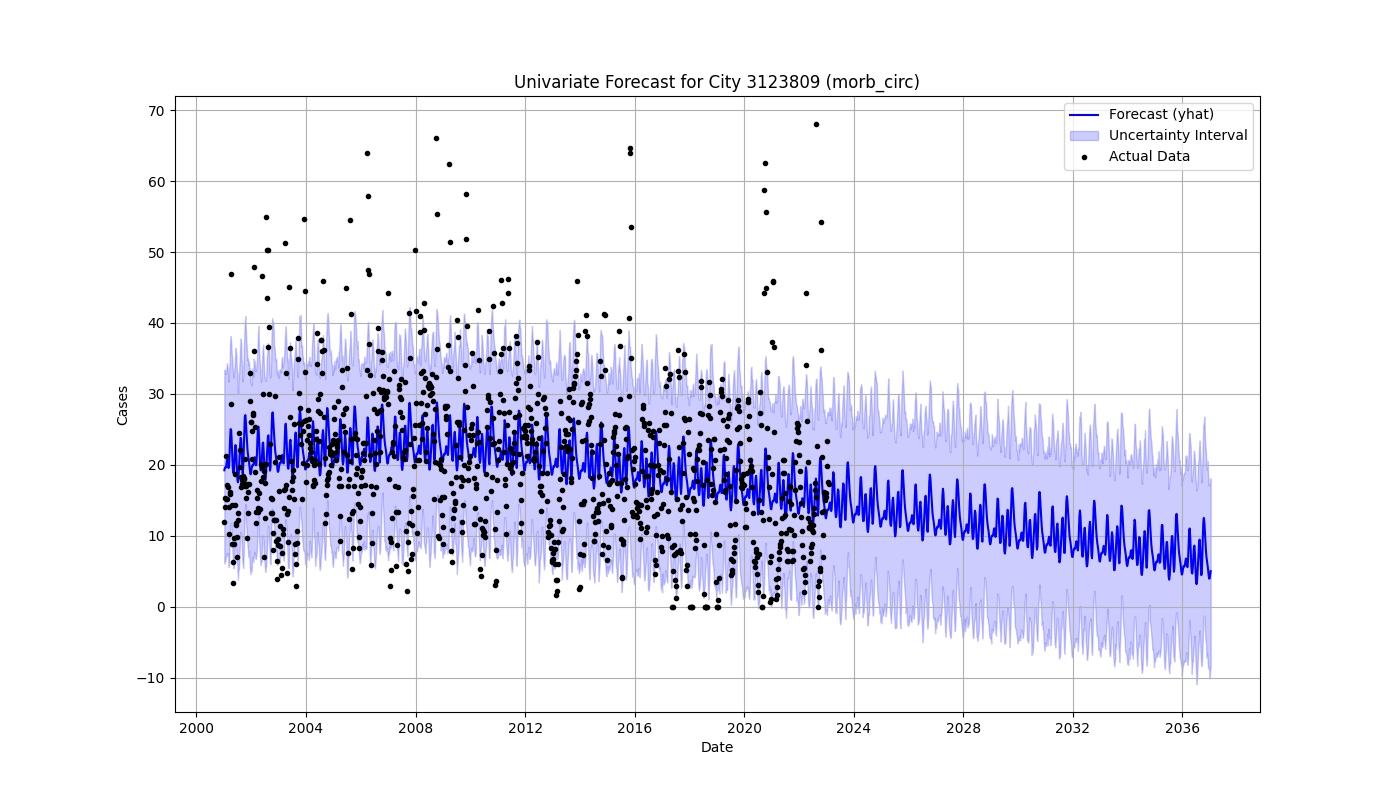 Univariate Forecast for City 3123809 (morb_circ)
Forecast (yhat)
Uncertainty Interval
Actual Data
Cases
70
60
50
40
30
20
10
0
−10
2000 2004 2008 2012 2016 2020 2024 2028 2032 2036
Date